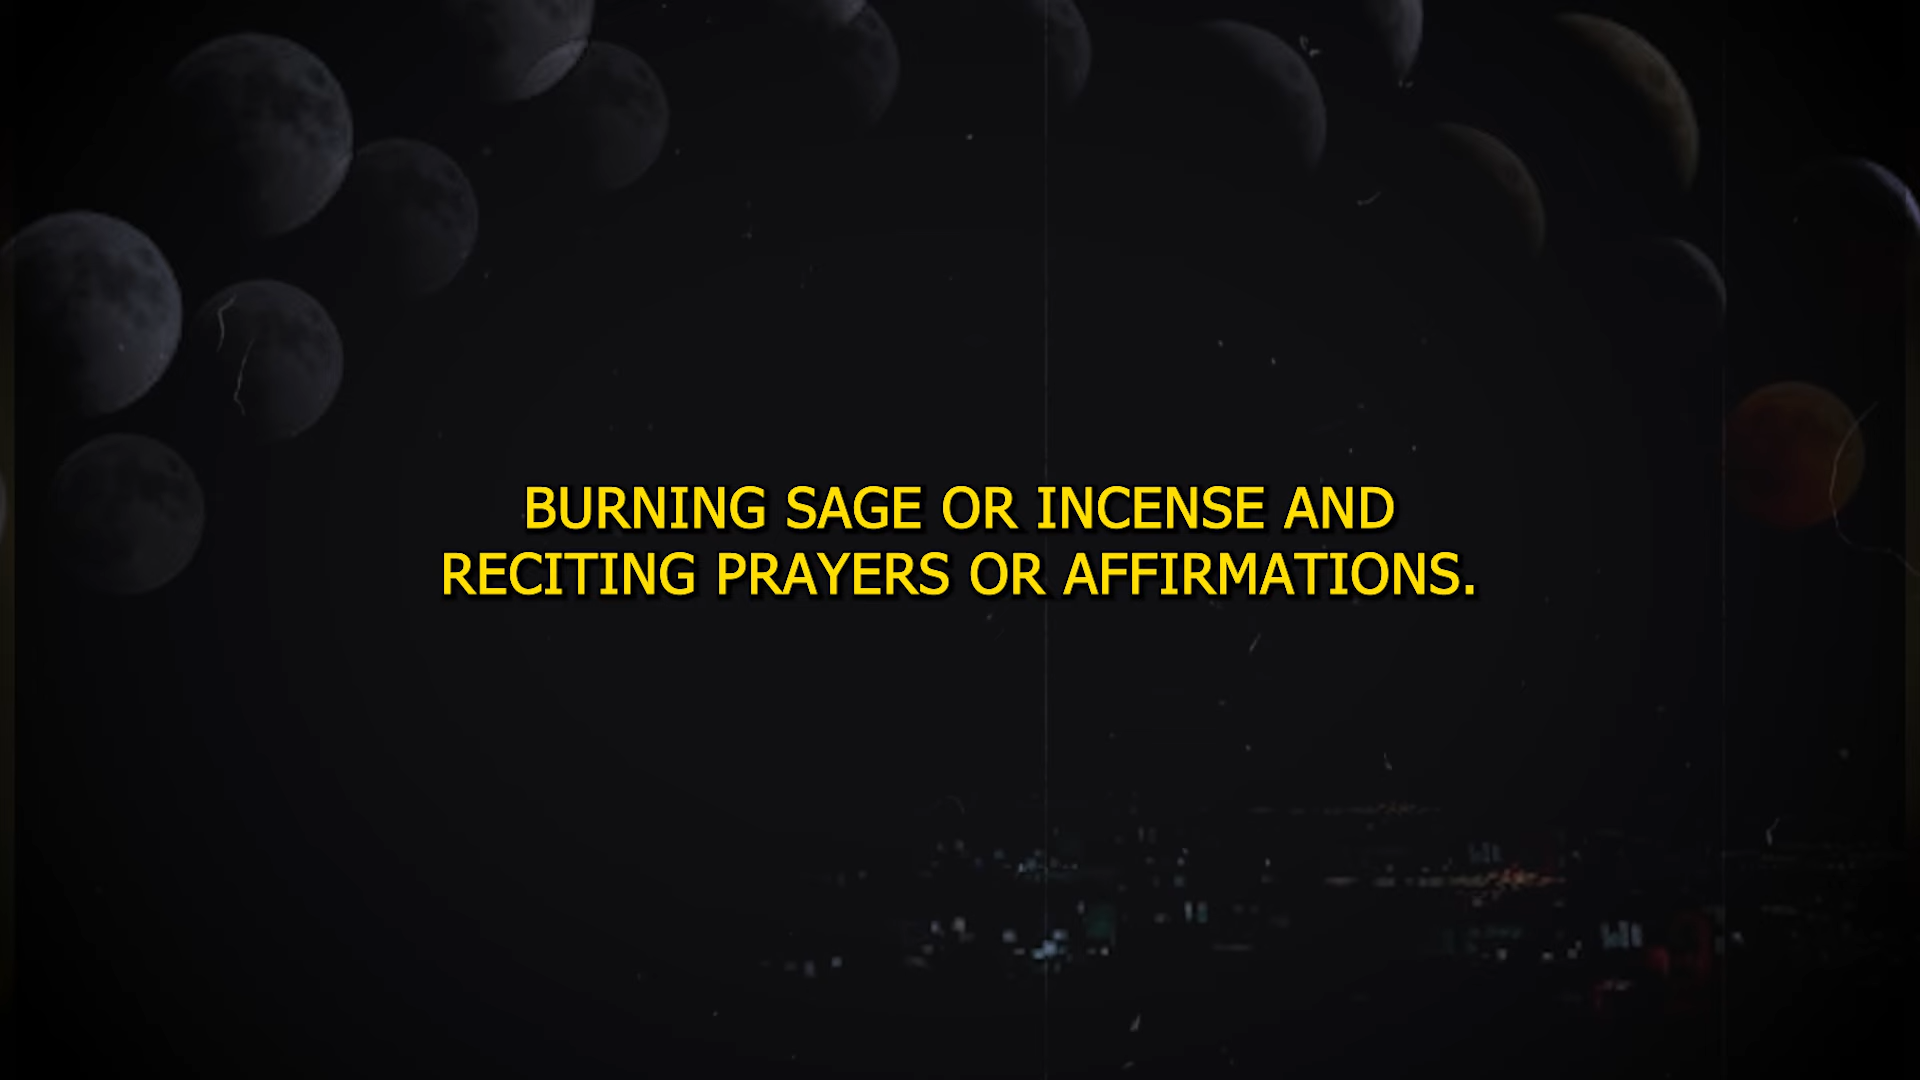 BURNING SAGE OR INCENSE AND
RECITING PRAYERS OR AFFIRMATIONS.